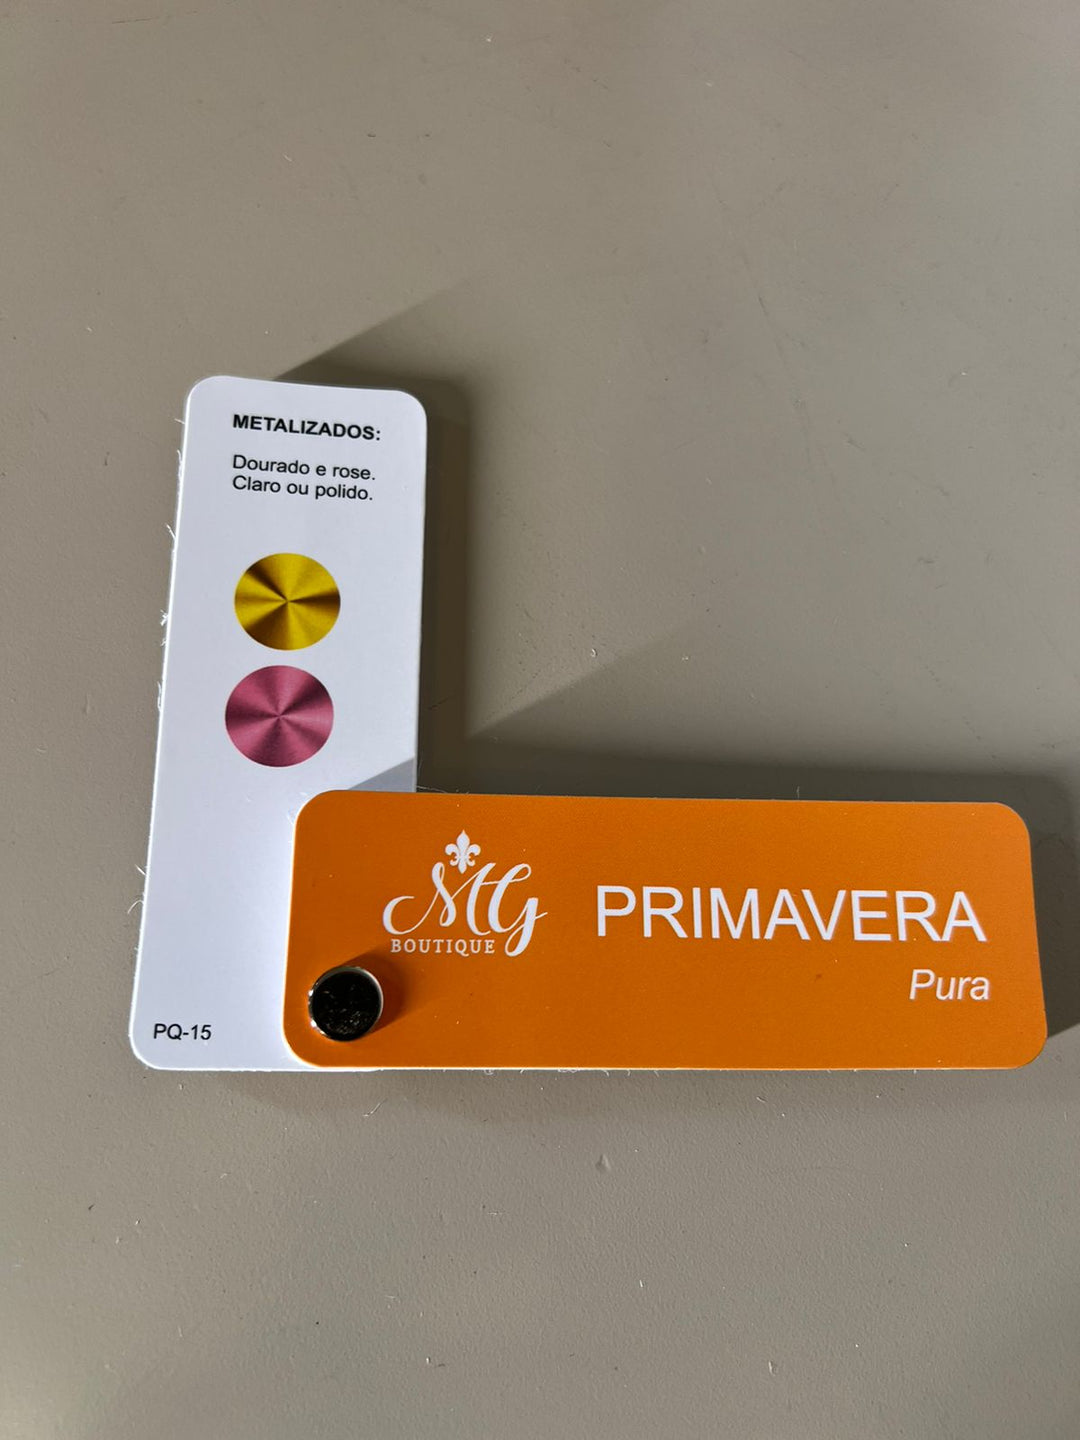 METALIZADOS:
Dourado e rose.
Claro ou polido.
PQ-15
MG
BOUTIQUE
PRIMAVERA
Pura